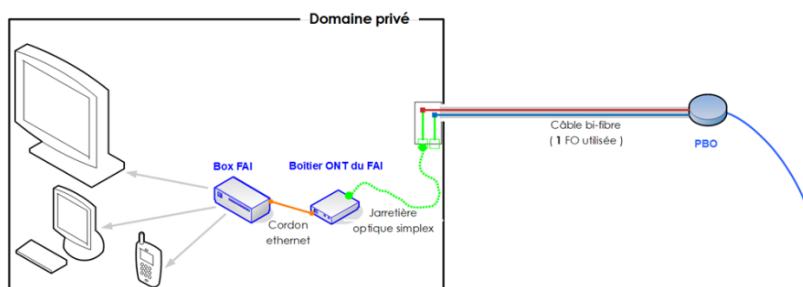 Domaine privé
Câble bi-fibre
( 1 FO utilisée )
PBO
Box FAI
Boîtier ONT du FAI
Cordon
ethernet
Jarretière
optique simplex